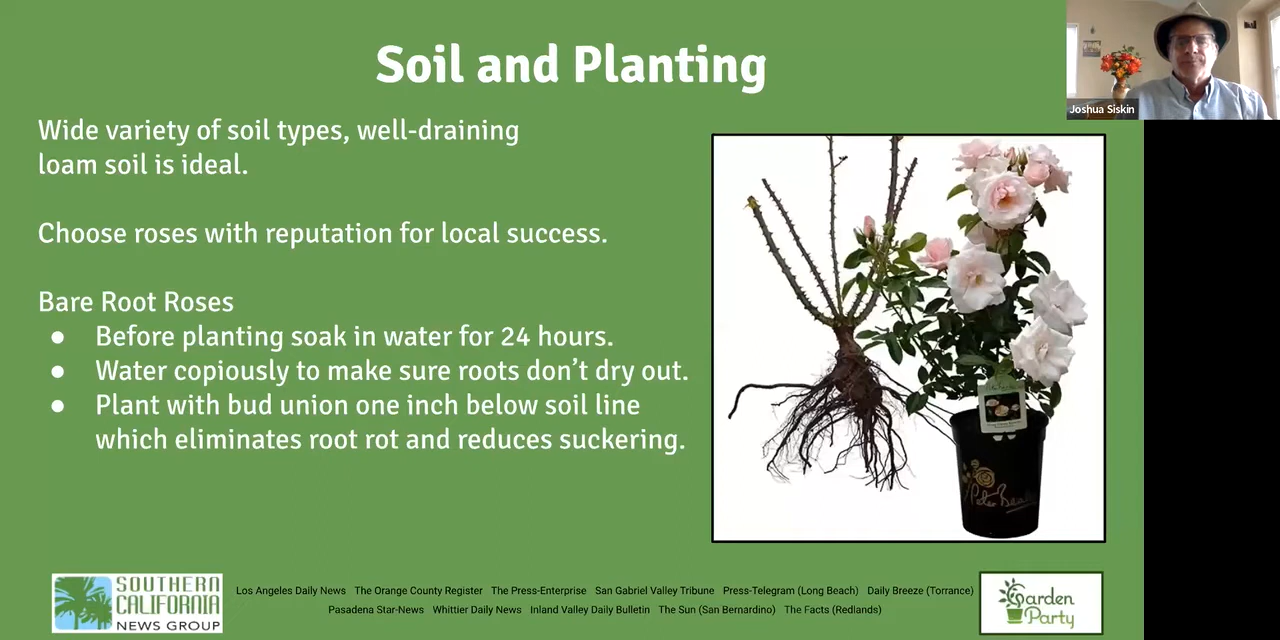 Soil and Planting
Joshua Siskin
Wide variety of soil types, well-draining
loam soil is ideal.
Choose roses with reputation for local success.
Bare Root Roses
● Before planting soak in water for 24 hours.
● Water copiously to make sure roots don’t dry out.
● Plant with bud union one inch below soil line
which eliminates root rot and reduces suckering.
SOUTHERN
CALIFORNIA
NEWS GROUP
Los Angeles Daily News The Orange County Register The Press-Enterprise San Gabriel Valley Tribune Press-Telegram (Long Beach) Daily Breeze (Torrance)
Pasadena Star-News Whittier Daily News Inland Valley Daily Bulletin The Sun (San Bernardino) The Facts (Redlands)
Garden
Party